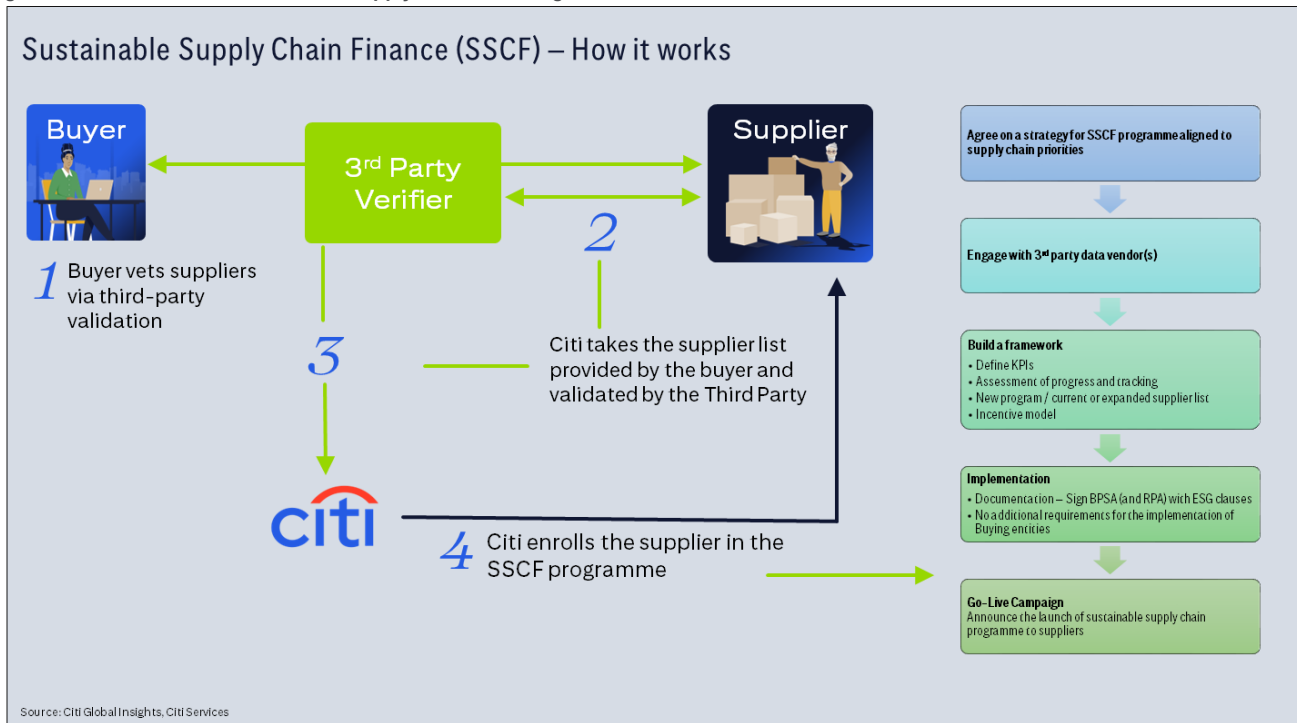 Sustainable Supply Chain Finance (SSCF) – How it works
Buyer
3rd Party
Verifier
Supplier
1
Buyer vets suppliers
via third-party
validation
2
Citi takes the supplier list
provided by the buyer and
validated by the Third Party
3
citi
4
Citi enrolls the supplier in the
SSCF programme
Agree on a strategy for SSCF programme aligned to
supply chain priorities
Engage with 3rd party data vendor(s)
Build a framework
• Define KPIs
• Assessment of progress and tracking
• New program / current or expanded supplier list
• Incentive model
Implementation
• Documentation – Sign BPSA (and RPA) with ESG clauses
• No additional requirements for the implementation of
Buying entities
Go-Live Campaign
Announce the launch of sustainable supply chain
programme to suppliers
Source: Citi Global Insights, Citi Services